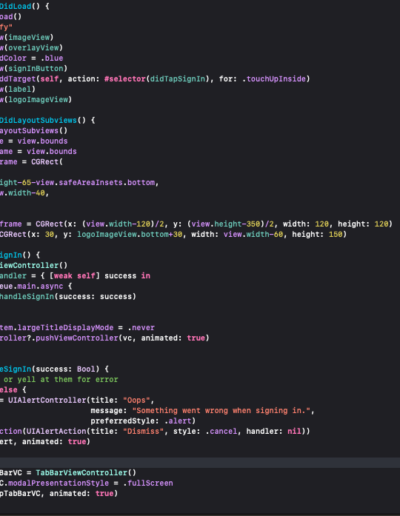 DidLoad() {
oad()
fy"
w(imageView)
w(overlayView)
dColor = .blue
w(signInButton)
ddTarget(self, action: #selector(didTapSignIn), for: .touchUpInside)
w(label)
w(logoImageView)
DidLayoutSubviews() {
ayoutSubviews()
e = view.bounds
ame = view.bounds
rame = CGRect(
ight-65-view.safeAreaInsets.bottom,
w.width-40,
frame = CGRect(x: (view.width-120)/2, y: (view.height-350)/2, width: 120, height: 120)
CGRect(x: 30, y: logoImageView.bottom+30, width: view.width-60, height: 150)
gnIn() {
iewController()
andler = { [weak self] success in
eue.main.async {
handleSignIn(success: success)
tem.largeTitleDisplayMode = .never
roller?.pushViewController(vc, animated: true)
eSignIn(success: Bool) {
or yell at them for error
else {
= UIAlertController(title: "Oops",
message: "Something went wrong when signing in.",
preferredStyle: .alert)
ction(UIAlertAction(title: "Dismiss", style: .cancel, handler: nil))
ert, animated: true)
BarVC = TabBarViewController()
C.modalPresentationStyle = .fullScreen
pTabBarVC, animated: true)